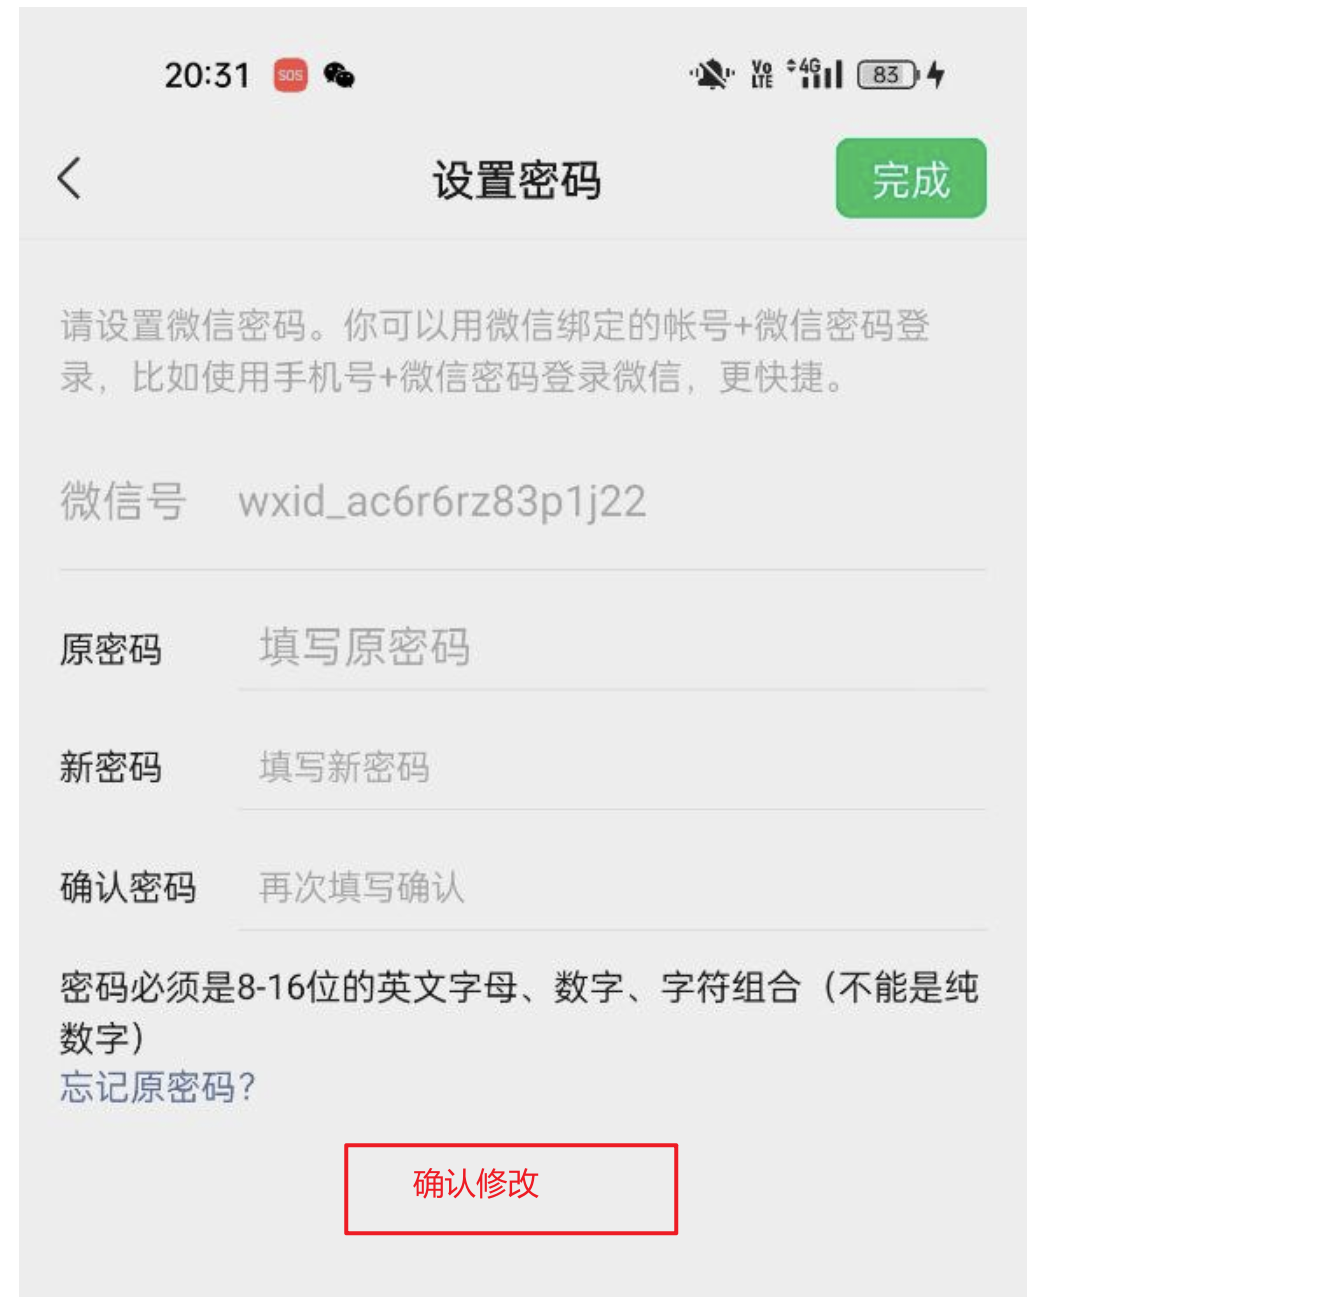 20:31 SOS Vo LTE 4G 83
设置密码 完成
请设置微信密码。你可以用微信绑定的帐号+微信密码登
录，比如使用手机号+微信密码登录微信，更快捷。
微信号 wxid_ac6r6rz83p1j22
原密码 填写原密码
新密码 填写新密码
确认密码 再次填写确认
密码必须是8-16位的英文字母、数字、字符组合（不能是纯
数字）
忘记原密码？
确认修改